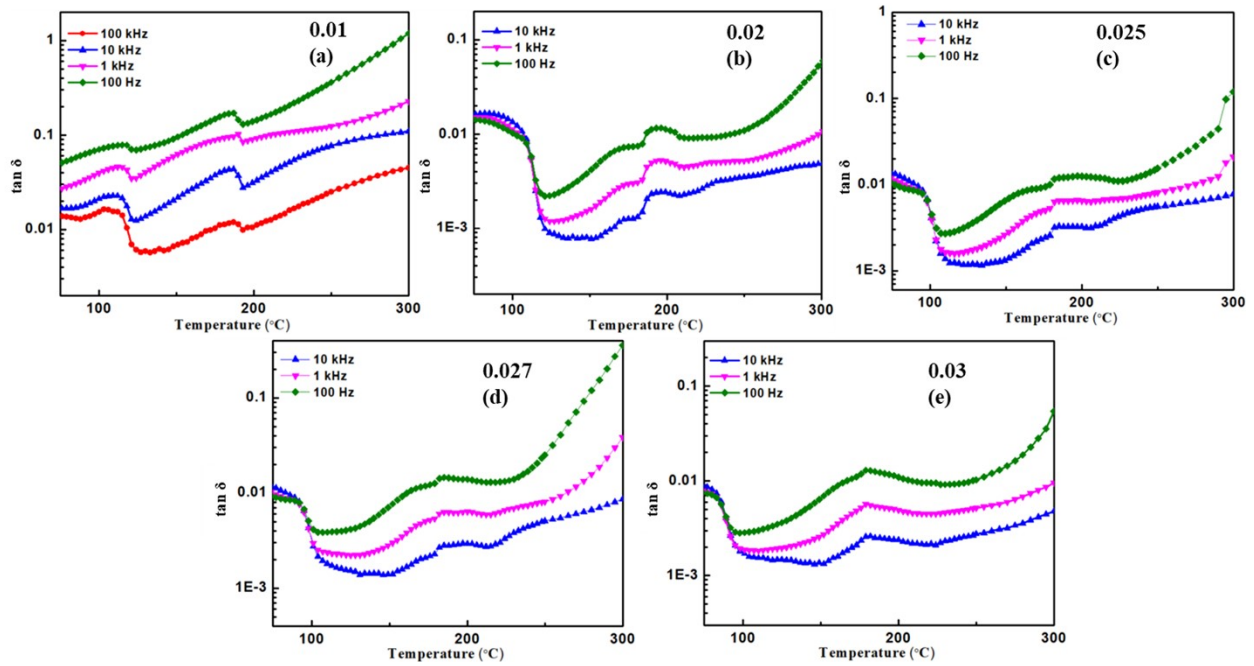 0.01
(a)
100 kHz
10 kHz
1 kHz
100 Hz
1
0.1
0.01
tan δ
100
200
300
Temperature (°C)
0.02
(b)
10 kHz
1 kHz
100 Hz
0.1
0.01
1E-3
tan δ
100
200
300
Temperature (°C)
0.025
(c)
10 kHz
1 kHz
100 Hz
1
0.1
0.01
1E-3
tan δ
100
200
300
Temperature (°C)
0.027
(d)
10 kHz
1 kHz
100 Hz
0.1
0.01
1E-3
tan δ
100
200
300
Temperature (°C)
0.03
(e)
10 kHz
1 kHz
100 Hz
0.1
0.01
1E-3
tan δ
100
200
300
Temperature (°C)